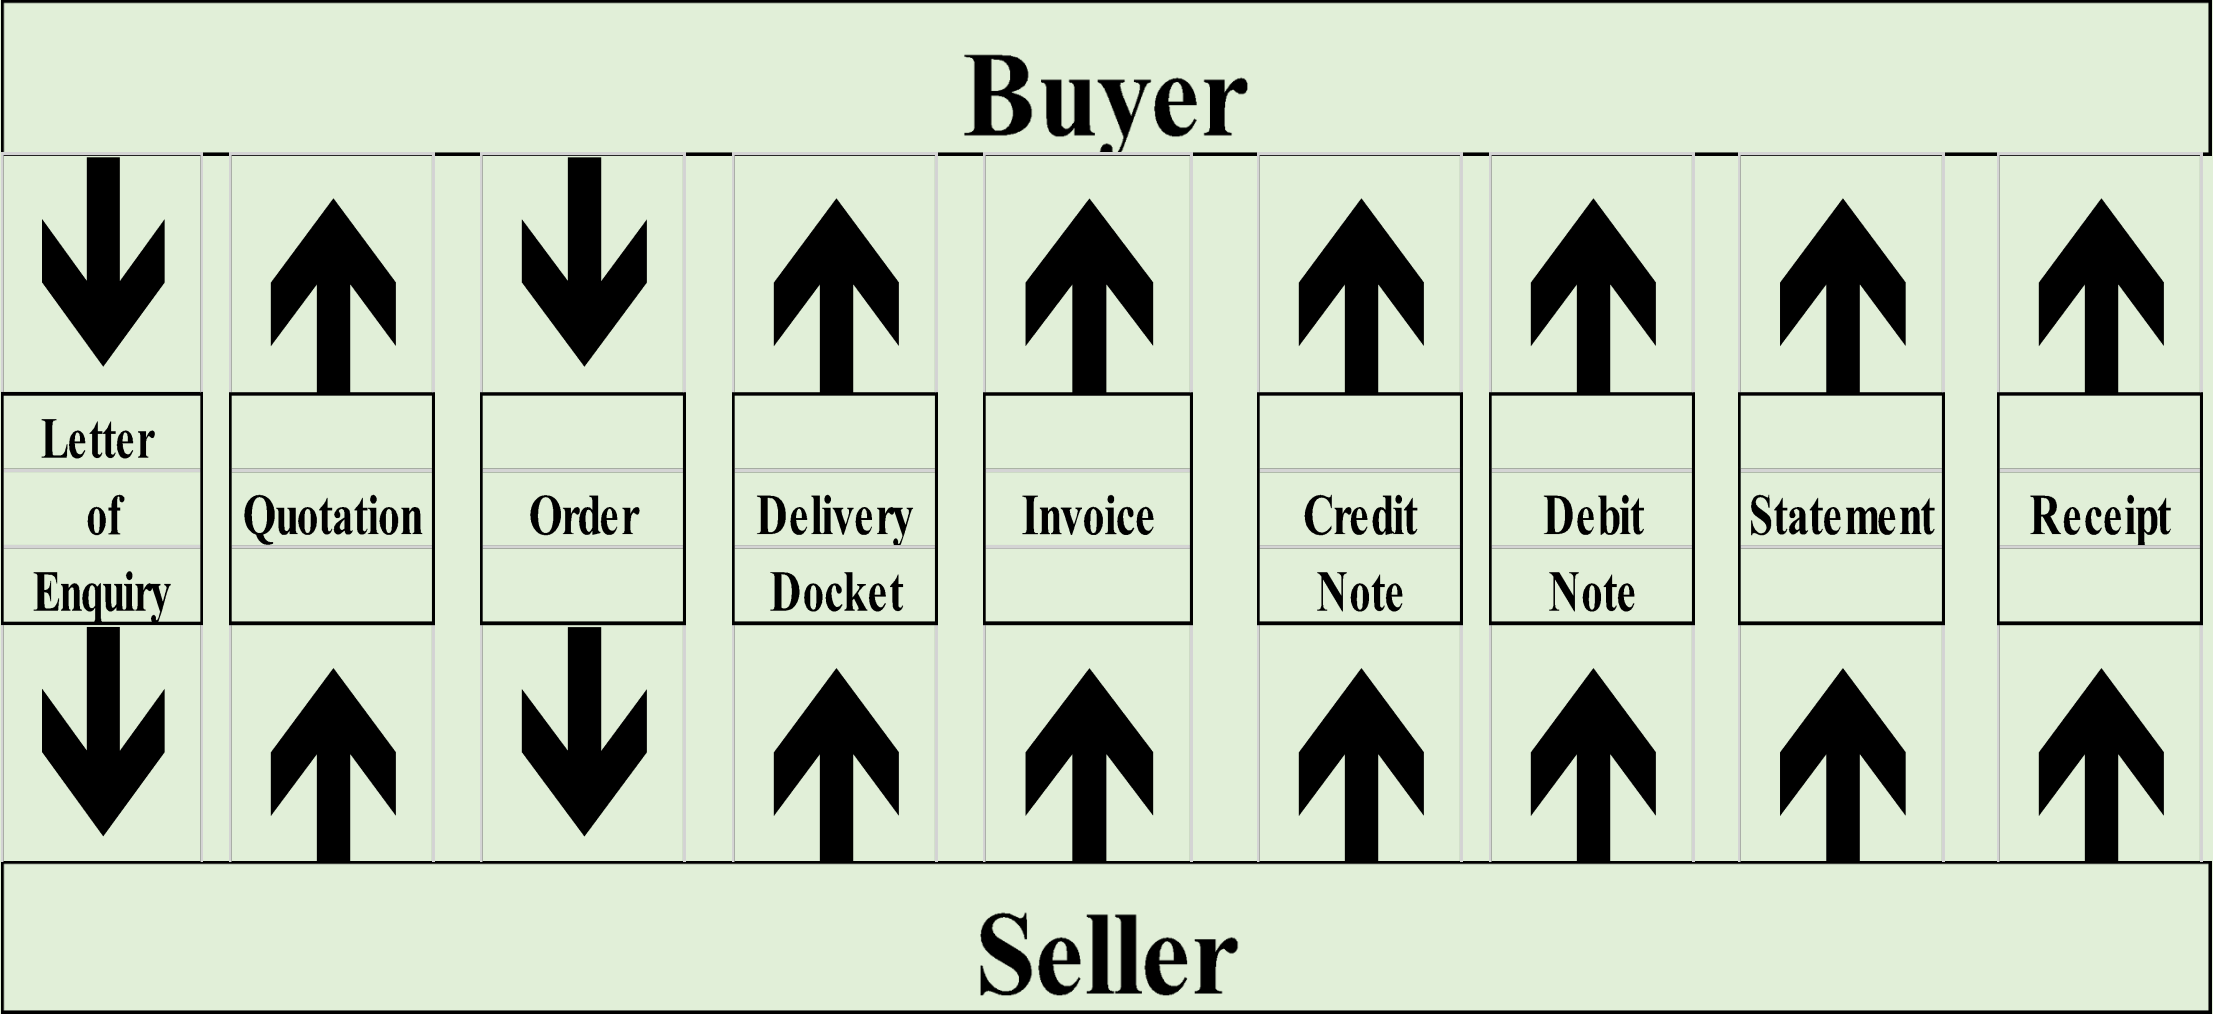 Buyer
Letter
of
Enquiry
Quotation
Order
Delivery
Docket
Invoice
Credit
Note
Debit
Note
Statement
Receipt
Seller